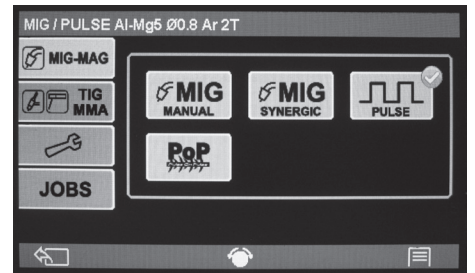 MIG / PULSE Al-Mg5 Ø0.8 Ar 2T
MIG-MAG
TIG
MMA
JOBS
MIG
MANUAL
MIG
SYNERGIC
PULSE
PoP